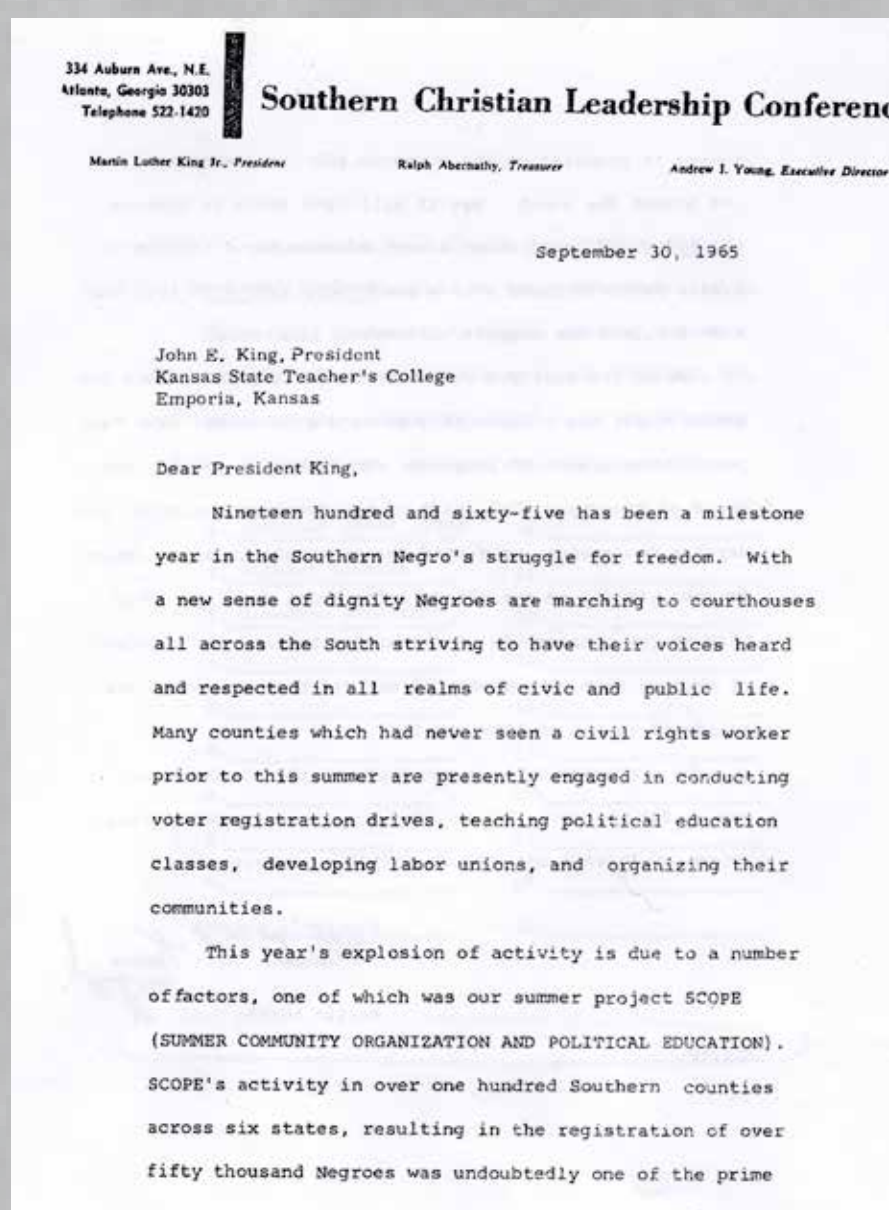 334 Auburn Ave., N.E.
Atlanta, Georgia 30303
Telephone 522-1420
Southern Christian Leadership Conferenc
Martin Luther King Jr., President
Ralph Abernathy, Treasurer
Andrew J. Young, Executive Director
September 30, 1965
John E. King, President
Kansas State Teacher's College
Emporia, Kansas
Dear President King,
Nineteen hundred and sixty-five has been a milestone
year in the Southern Negro's struggle for freedom. With
a new sense of dignity Negroes are marching to courthouses
all across the South striving to have their voices heard
and respected in all realms of civic and public life.
Many counties which had never seen a civil rights worker
prior to this summer are presently engaged in conducting
voter registration drives, teaching political education
classes, developing labor unions, and organizing their
communities.
This year's explosion of activity is due to a number
of factors, one of which was our summer project SCOPE
(SUMMER COMMUNITY ORGANIZATION AND POLITICAL EDUCATION).
SCOPE's activity in over one hundred Southern counties
across six states, resulting in the registration of over
fifty thousand Negroes was undoubtedly one of the prime